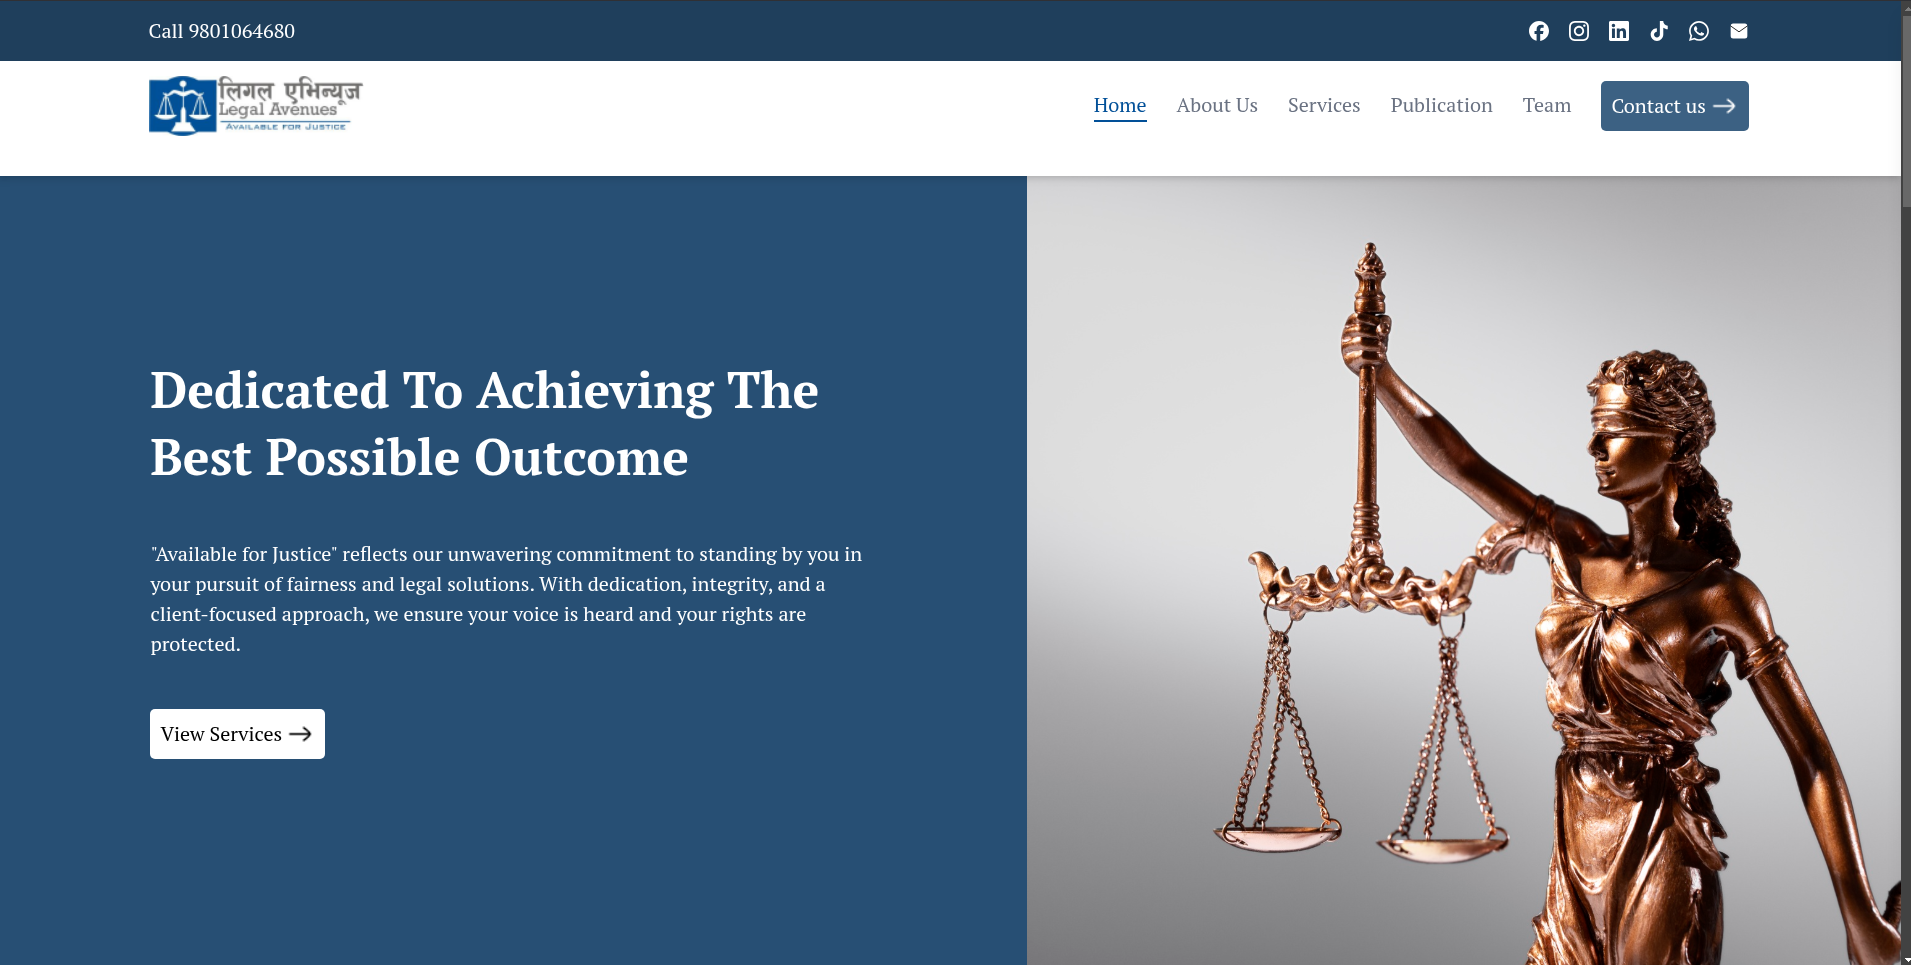 Call 9801064680
लिगल एभिन्यूज
Legal Avenues
AVAILABLE FOR JUSTICE
Home About Us Services Publication Team Contact us
Dedicated To Achieving The
Best Possible Outcome
"Available for Justice" reflects our unwavering commitment to standing by you in
your pursuit of fairness and legal solutions. With dedication, integrity, and a
client-focused approach, we ensure your voice is heard and your rights are
protected.
View Services